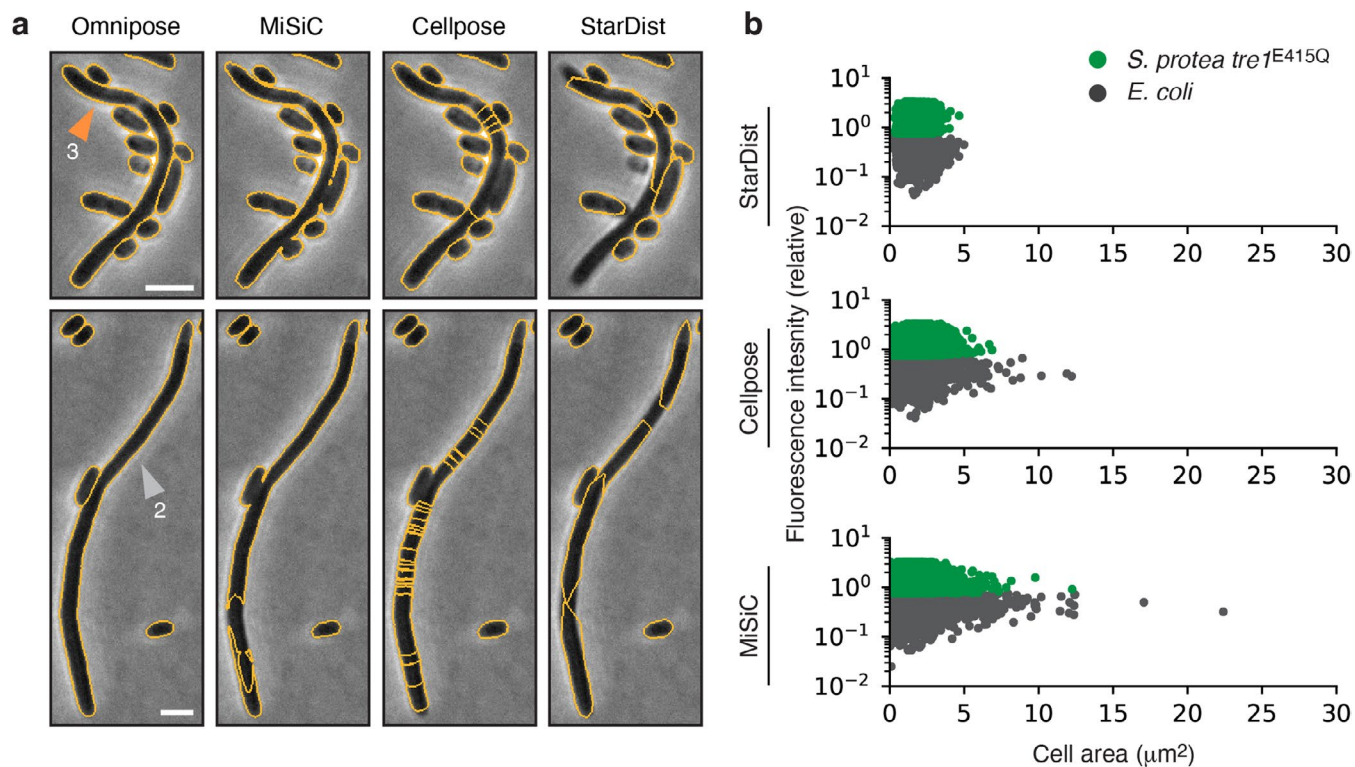 a
Omnipose MiSiC Cellpose StarDist
3
2
b
S. protea tre1E415Q
E. coli
Fluorescence intesnity (relative)
StarDist
10¹
10⁰
10⁻¹
10⁻²
0 5 10 15 20 25 30
Cellpose
10¹
10⁰
10⁻¹
10⁻²
0 5 10 15 20 25 30
MiSiC
10¹
10⁰
10⁻¹
10⁻²
0 5 10 15 20 25 30
Cell area (μm²)